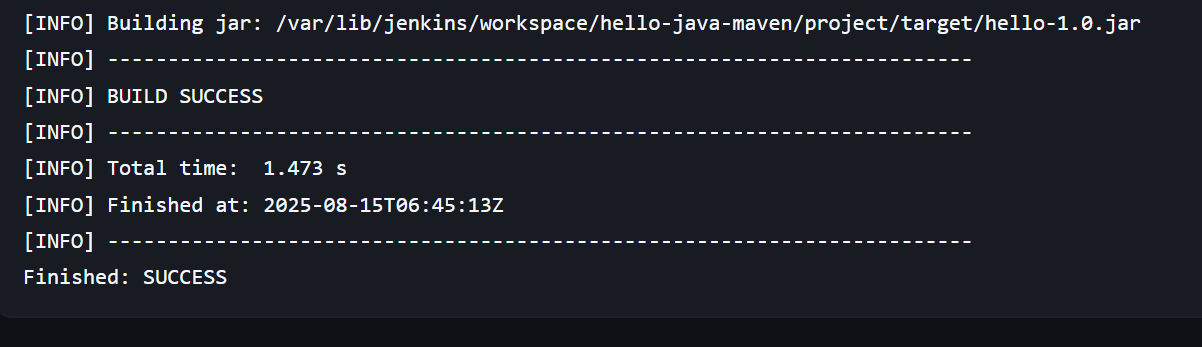 [INFO] Building jar: /var/lib/jenkins/workspace/hello-java-maven/project/target/hello-1.0.jar
[INFO] ------------------------------------------------------------------------
[INFO] BUILD SUCCESS
[INFO] ------------------------------------------------------------------------
[INFO] Total time:  1.473 s
[INFO] Finished at: 2025-08-15T06:45:13Z
[INFO] ------------------------------------------------------------------------
Finished: SUCCESS